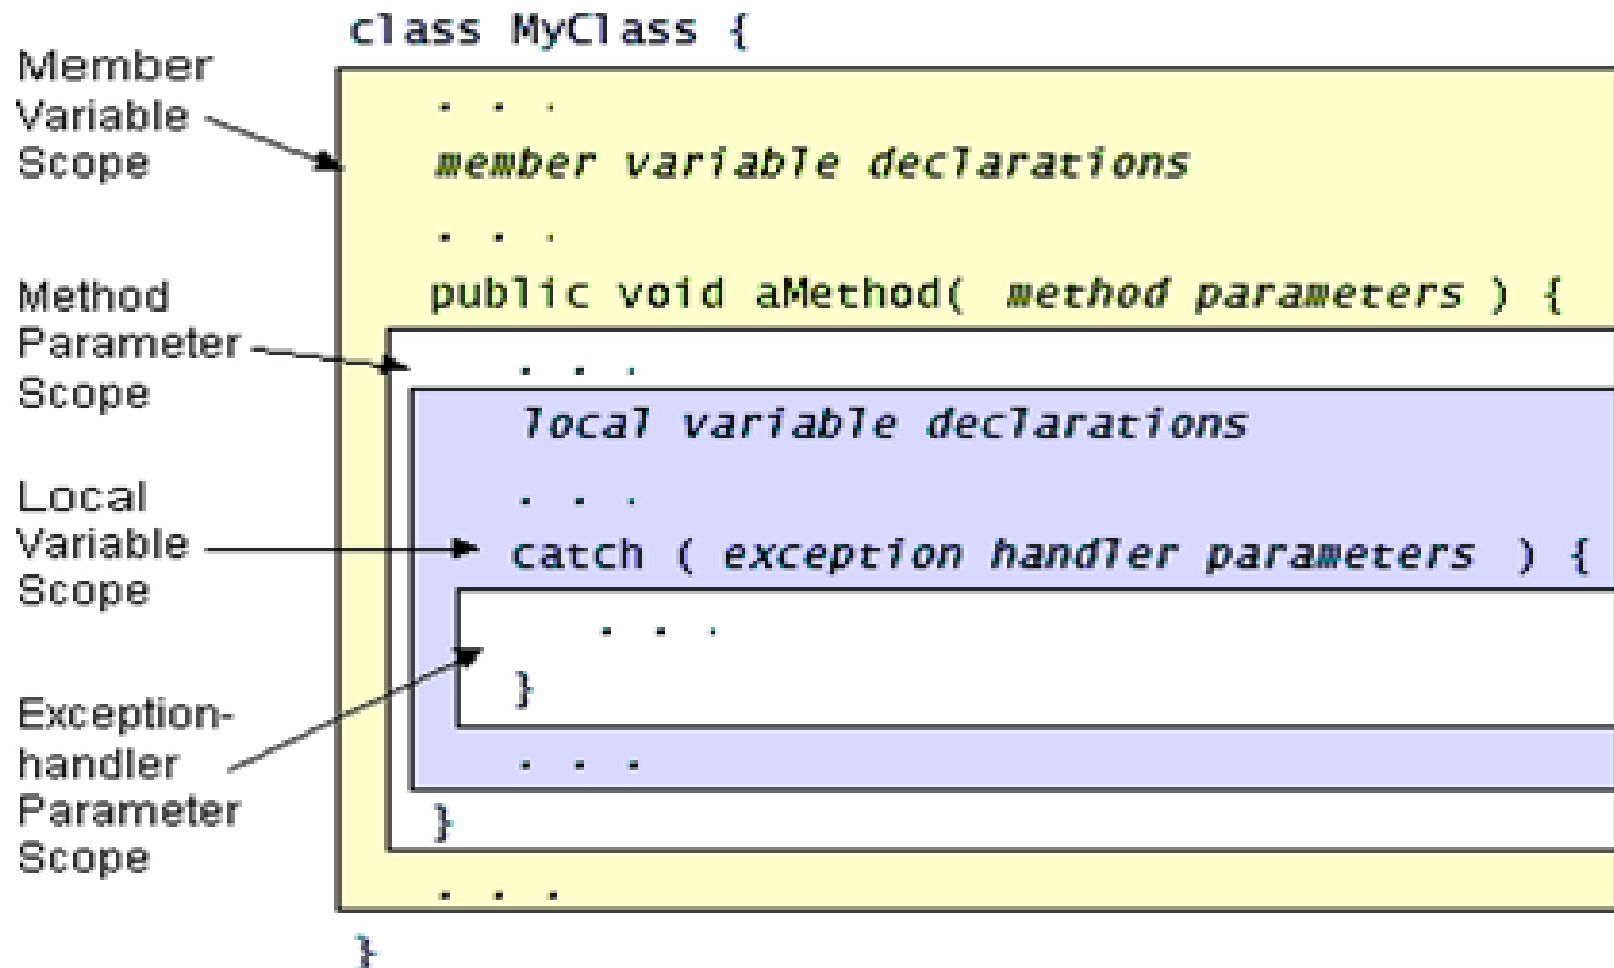 class MyClass {
Member
Variable
Scope
. . .
member variable declarations
. . .
public void aMethod( method parameters ) {
Method
Parameter
Scope
. . .
local variable declarations
. . .
Local
Variable
Scope
catch ( exception handler parameters ) {
. . .
}
Exception-
handler
Parameter
Scope
. . .
}
. . .
}